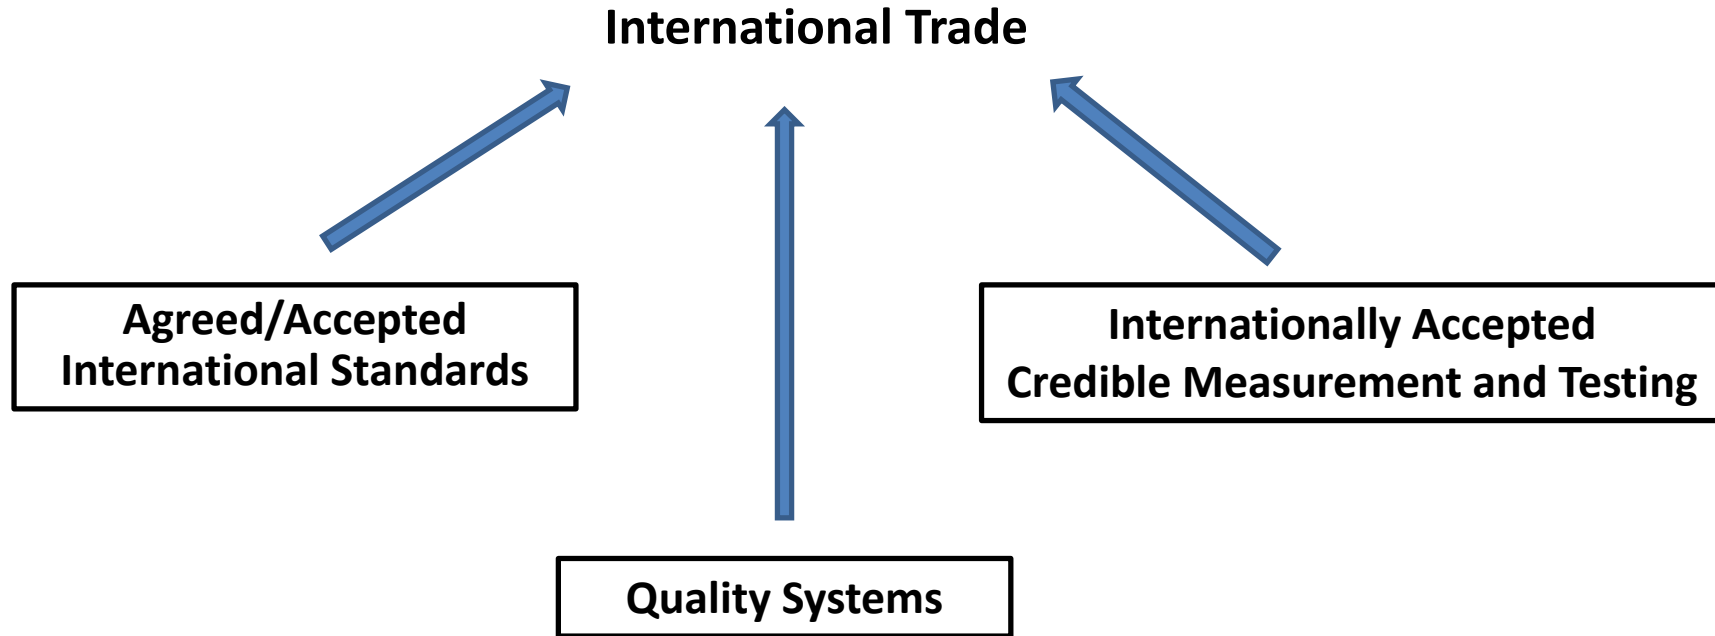 International Trade
Agreed/Accepted
International Standards
Internationally Accepted
Credible Measurement and Testing
Quality Systems